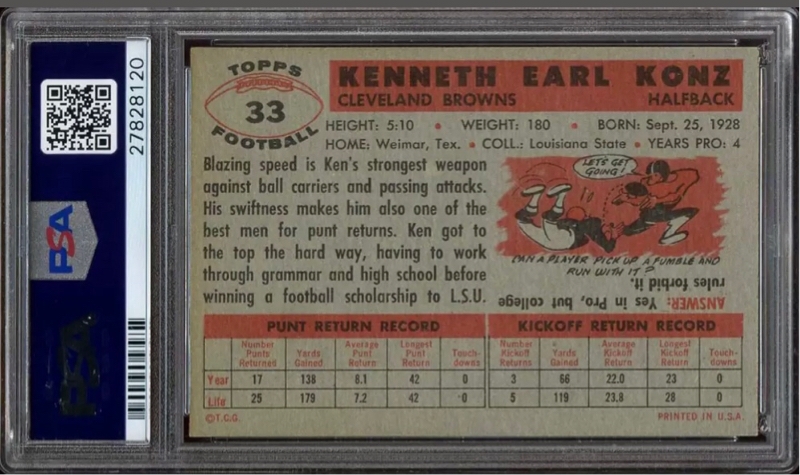 27828120
PSA
PSA
TOPPS
33
FOOTBALL
KENNETH EARL KONZ
CLEVELAND BROWNS HALFBACK
HEIGHT: 5:10 • WEIGHT: 180 • BORN: Sept. 25, 1928
HOME: Weimar, Tex. • COLL.: Louisiana State • YEARS PRO: 4
Blazing speed is Ken's strongest weapon
against ball carriers and passing attacks.
His swiftness makes him also one of the
best men for punt returns. Ken got to
the top the hard way, having to work
through grammar and high school before
winning a football scholarship to L.S.U.
LET'S GET
GOING!
CAN A PLAYER PICK UP A FUMBLE AND
RUN WITH IT?
ANSWER: Yes in Pro, but college
rules forbid it.
PUNT RETURN RECORD
Number Punts Returned Yards Gained Average Punt Return Longest Punt Return Touch-downs
Year 17 138 8.1 42 0
Life 25 179 7.2 42 0
KICKOFF RETURN RECORD
Number Kickoff Returns Yards Gained Average Kickoff Return Longest Kickoff Return Touch-downs
3 66 22.0 23 0
5 119 23.8 28 0
©T.C.G. PRINTED IN U.S.A.